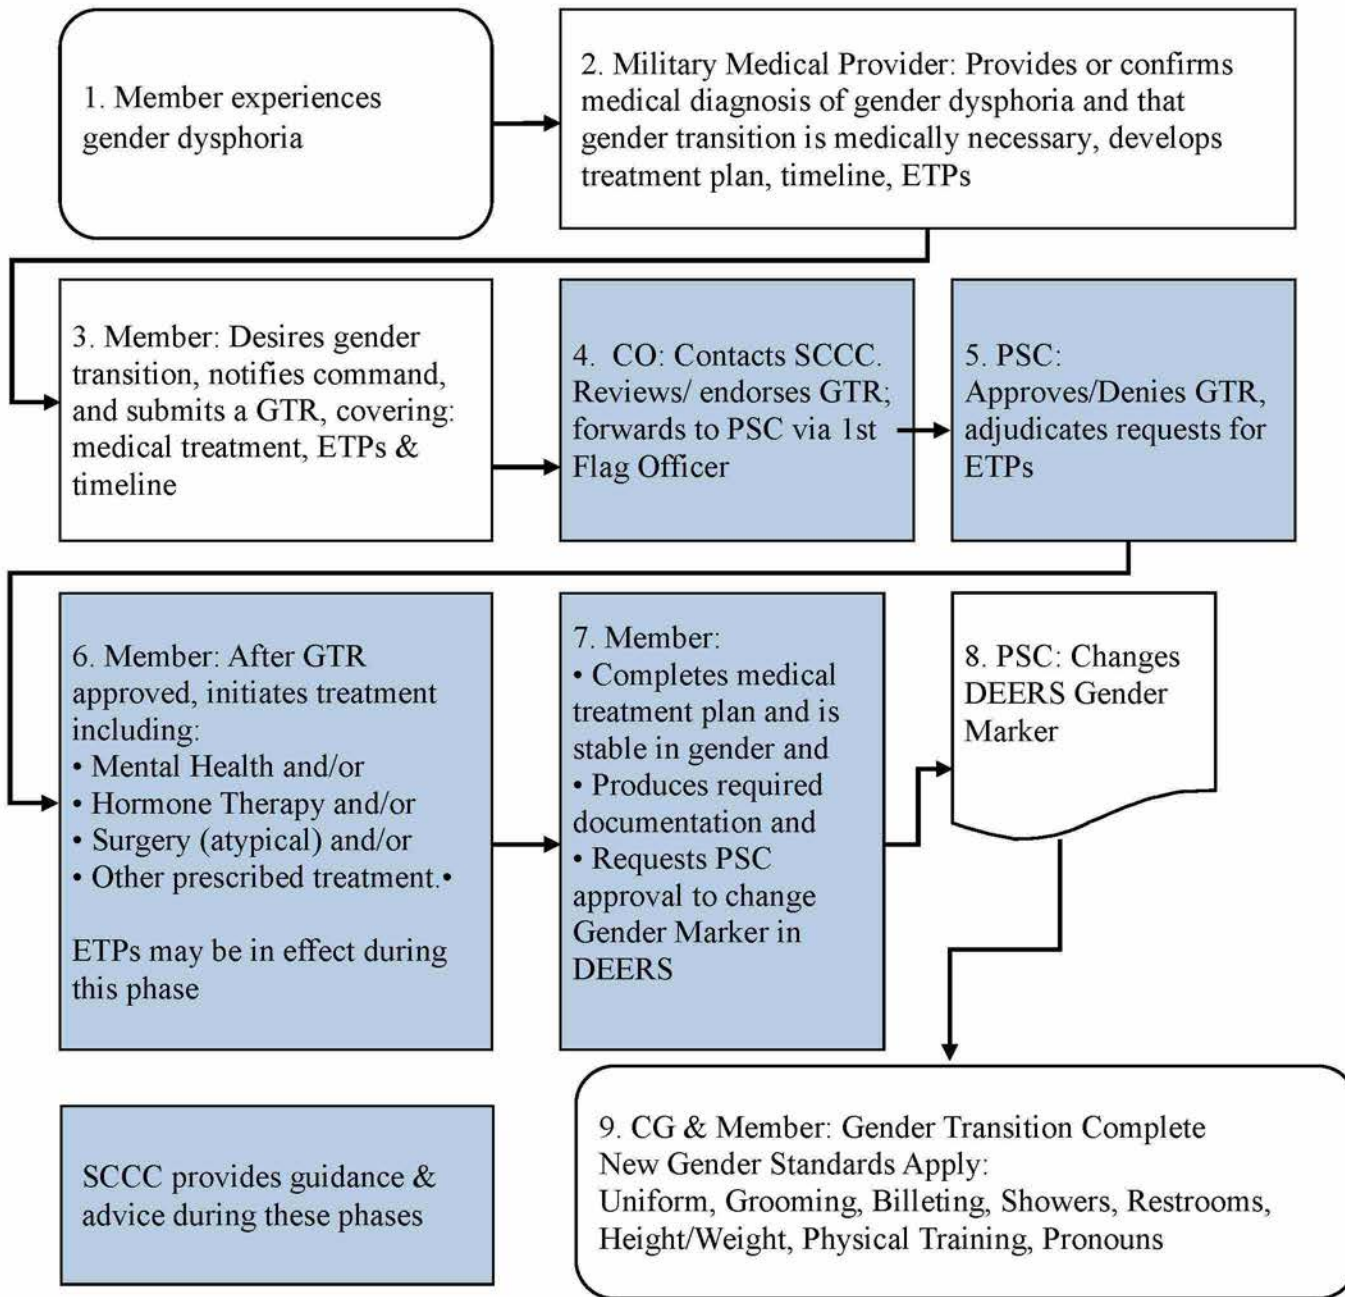 1. Member experiences
gender dysphoria
2. Military Medical Provider: Provides or confirms
medical diagnosis of gender dysphoria and that
gender transition is medically necessary, develops
treatment plan, timeline, ETPs
3. Member: Desires gender
transition, notifies command,
and submits a GTR, covering:
medical treatment, ETPs &
timeline
4.  CO: Contacts SCCC.
Reviews/ endorses GTR;
forwards to PSC via 1st
Flag Officer
5. PSC:
Approves/Denies GTR,
adjudicates requests for
ETPs
6. Member: After GTR
approved, initiates treatment
including:
• Mental Health and/or
• Hormone Therapy and/or
• Surgery (atypical) and/or
• Other prescribed treatment.•
ETPs may be in effect during
this phase
7. Member:
• Completes medical
treatment plan and is
stable in gender and
• Produces required
documentation and
• Requests PSC
approval to change
Gender Marker in
DEERS
8. PSC: Changes
DEERS Gender
Marker
SCCC provides guidance &
advice during these phases
9. CG & Member: Gender Transition Complete
New Gender Standards Apply:
Uniform, Grooming, Billeting, Showers, Restrooms,
Height/Weight, Physical Training, Pronouns